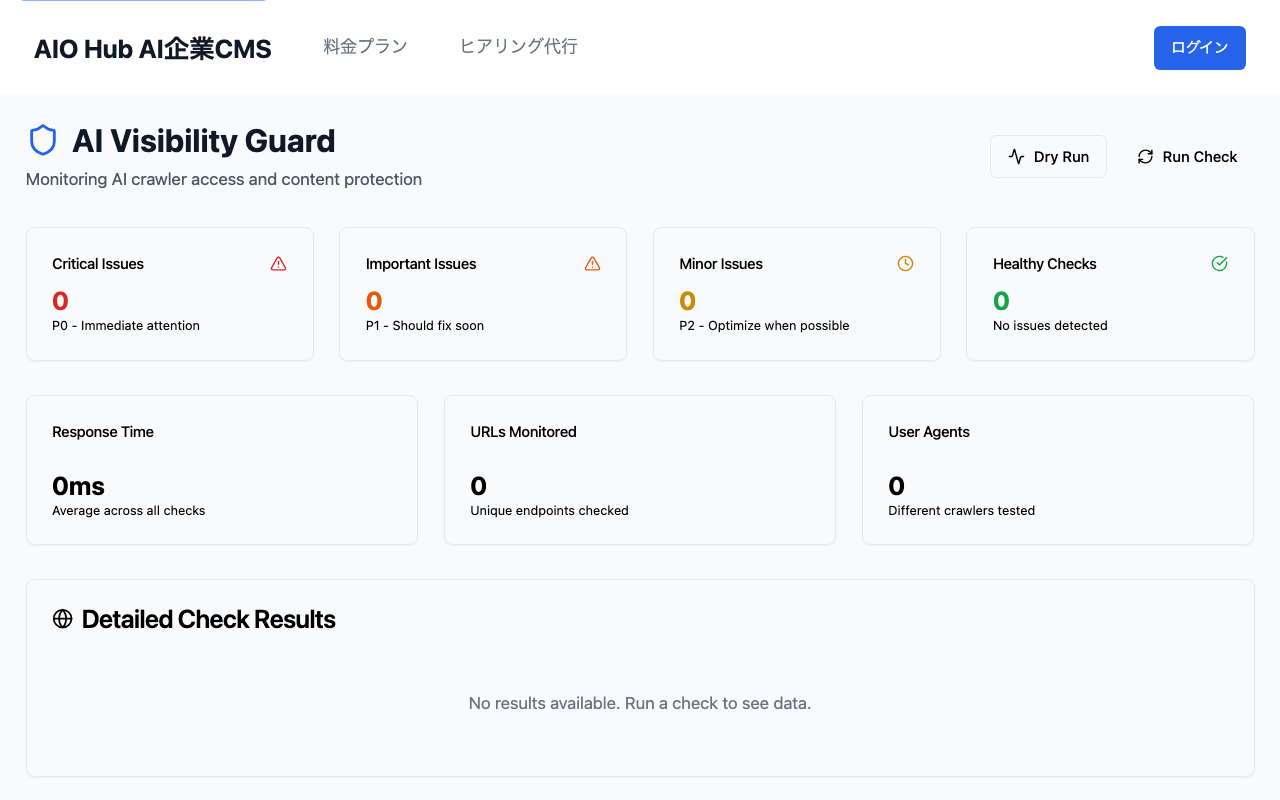 AIO Hub AI企業CMS
料金プラン
ヒアリング代行
ログイン
AI Visibility Guard
Monitoring AI crawler access and content protection
Dry Run
Run Check
Critical Issues
0
P0 - Immediate attention
Important Issues
0
P1 - Should fix soon
Minor Issues
0
P2 - Optimize when possible
Healthy Checks
0
No issues detected
Response Time
0ms
Average across all checks
URLs Monitored
0
Unique endpoints checked
User Agents
0
Different crawlers tested
Detailed Check Results
No results available. Run a check to see data.